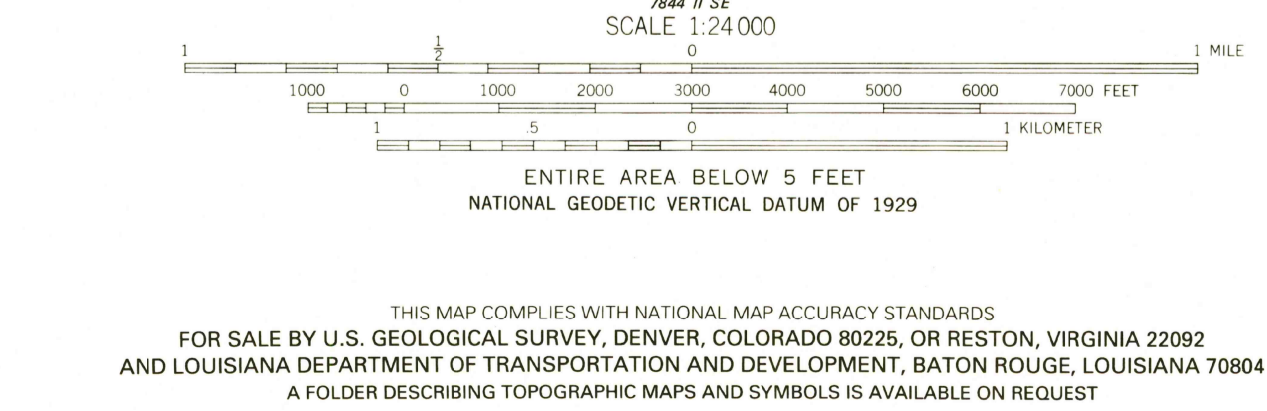 7844 II SE
SCALE 1:24 000
1 1/2 0 1 MILE
1000 0 1000 2000 3000 4000 5000 6000 7000 FEET
1 .5 0 1 KILOMETER
ENTIRE AREA BELOW 5 FEET
NATIONAL GEODETIC VERTICAL DATUM OF 1929
THIS MAP COMPLIES WITH NATIONAL MAP ACCURACY STANDARDS
FOR SALE BY U.S. GEOLOGICAL SURVEY, DENVER, COLORADO 80225, OR RESTON, VIRGINIA 22092
AND LOUISIANA DEPARTMENT OF TRANSPORTATION AND DEVELOPMENT, BATON ROUGE, LOUISIANA 70804
A FOLDER DESCRIBING TOPOGRAPHIC MAPS AND SYMBOLS IS AVAILABLE ON REQUEST